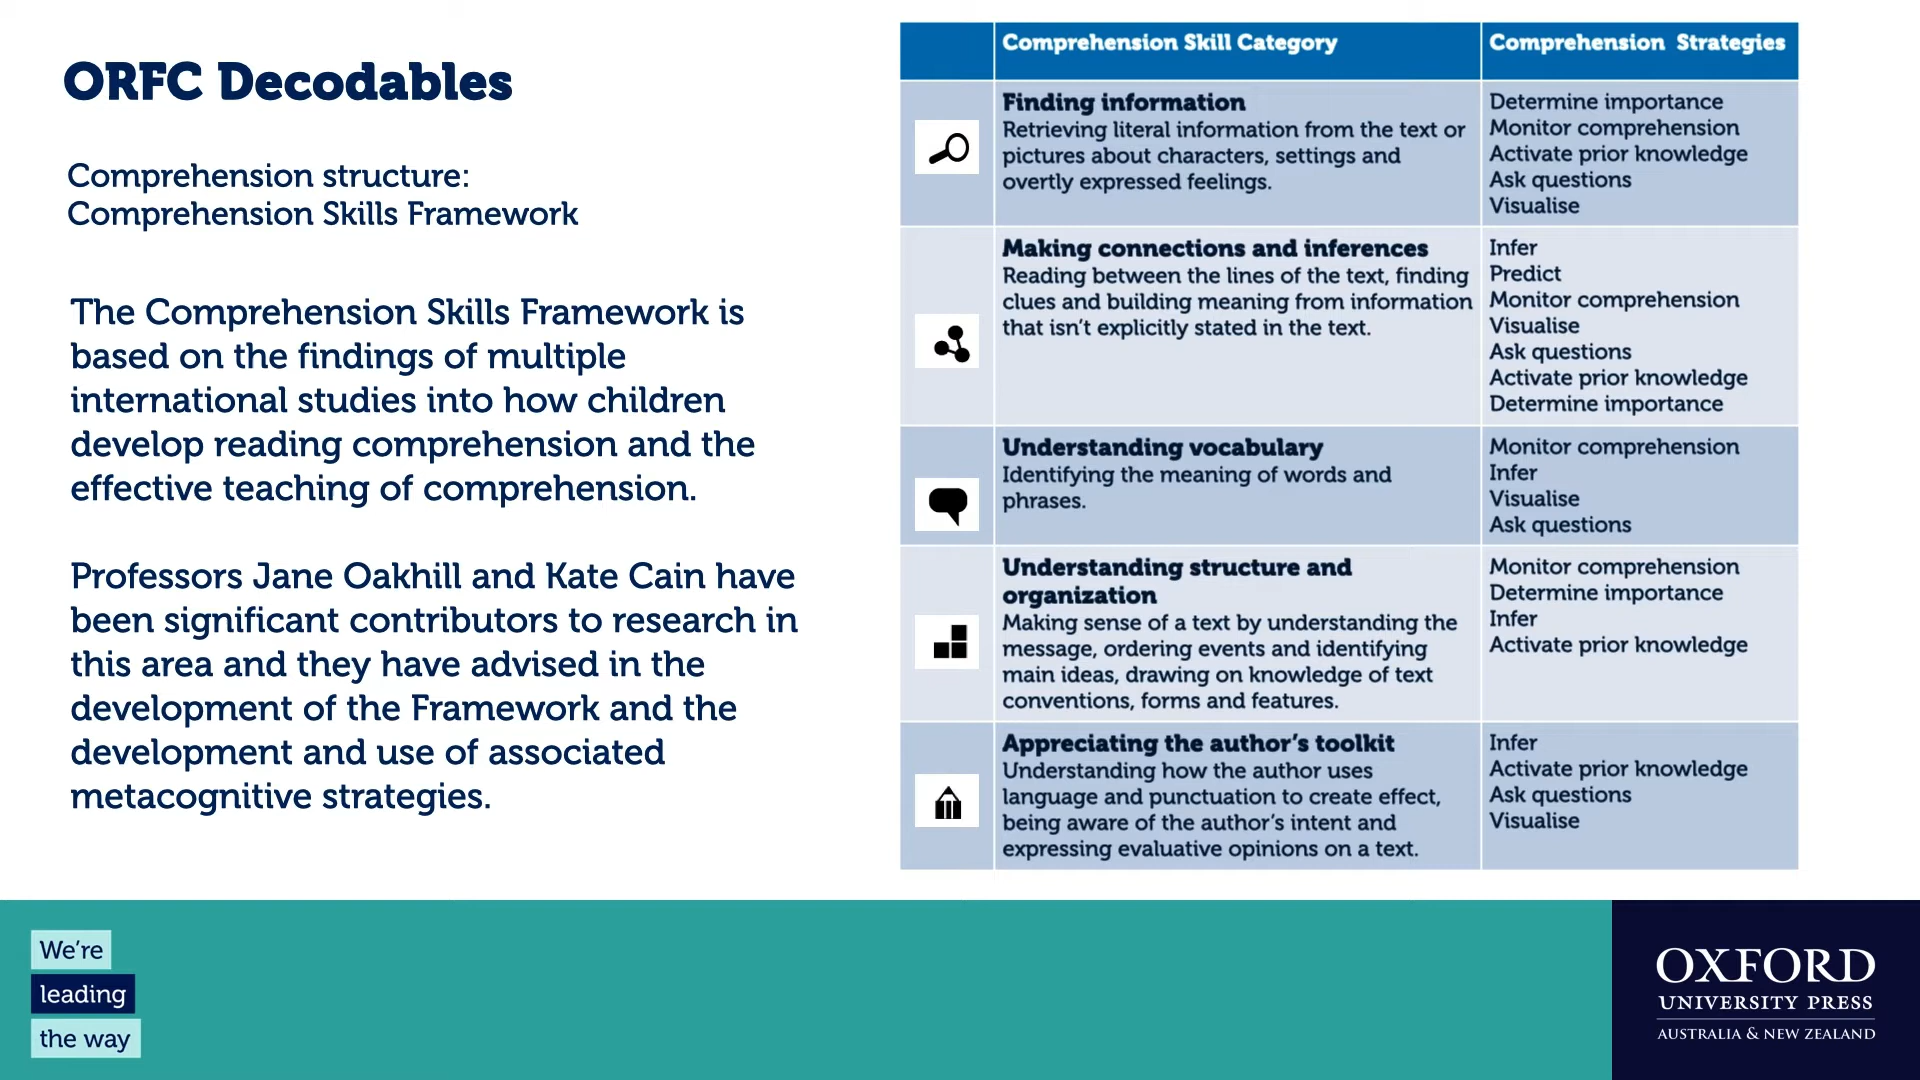 ORFC Decodables
Comprehension structure:
Comprehension Skills Framework
The Comprehension Skills Framework is
based on the findings of multiple
international studies into how children
develop reading comprehension and the
effective teaching of comprehension.
Professors Jane Oakhill and Kate Cain have
been significant contributors to research in
this area and they have advised in the
development of the Framework and the
development and use of associated
metacognitive strategies.
Comprehension Skill Category
Comprehension Strategies
Finding information
Retrieving literal information from the text or
pictures about characters, settings and
overtly expressed feelings.
Determine importance
Monitor comprehension
Activate prior knowledge
Ask questions
Visualise
Making connections and inferences
Reading between the lines of the text, finding
clues and building meaning from information
that isn't explicitly stated in the text.
Infer
Predict
Monitor comprehension
Visualise
Ask questions
Activate prior knowledge
Determine importance
Understanding vocabulary
Identifying the meaning of words and
phrases.
Monitor comprehension
Infer
Visualise
Ask questions
Understanding structure and
organization
Making sense of a text by understanding the
message, ordering events and identifying
main ideas, drawing on knowledge of text
conventions, forms and features.
Monitor comprehension
Determine importance
Infer
Activate prior knowledge
Appreciating the author's toolkit
Understanding how the author uses
language and punctuation to create effect,
being aware of the author's intent and
expressing evaluative opinions on a text.
Infer
Activate prior knowledge
Ask questions
Visualise
We're
leading
the way
OXFORD
UNIVERSITY PRESS
AUSTRALIA & NEW ZEALAND